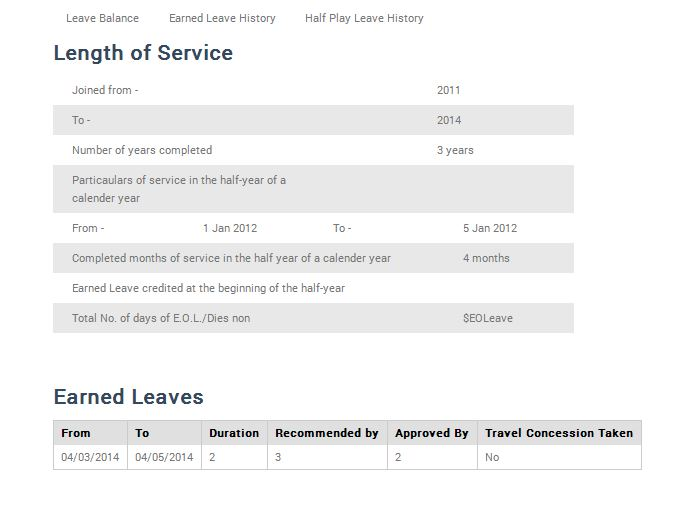 Leave Balance Earned Leave History Half Play Leave History
Length of Service
Joined from - 2011
To - 2014
Number of years completed 3 years
Particaulars of service in the half-year of a
calender year
From - 1 Jan 2012 To - 5 Jan 2012
Completed months of service in the half year of a calender year 4 months
Earned Leave credited at the beginning of the half-year
Total No. of days of E.O.L./Dies non $EOLeave
Earned Leaves
From To Duration Recommended by Approved By Travel Concession Taken
04/03/2014 04/05/2014 2 3 2 No